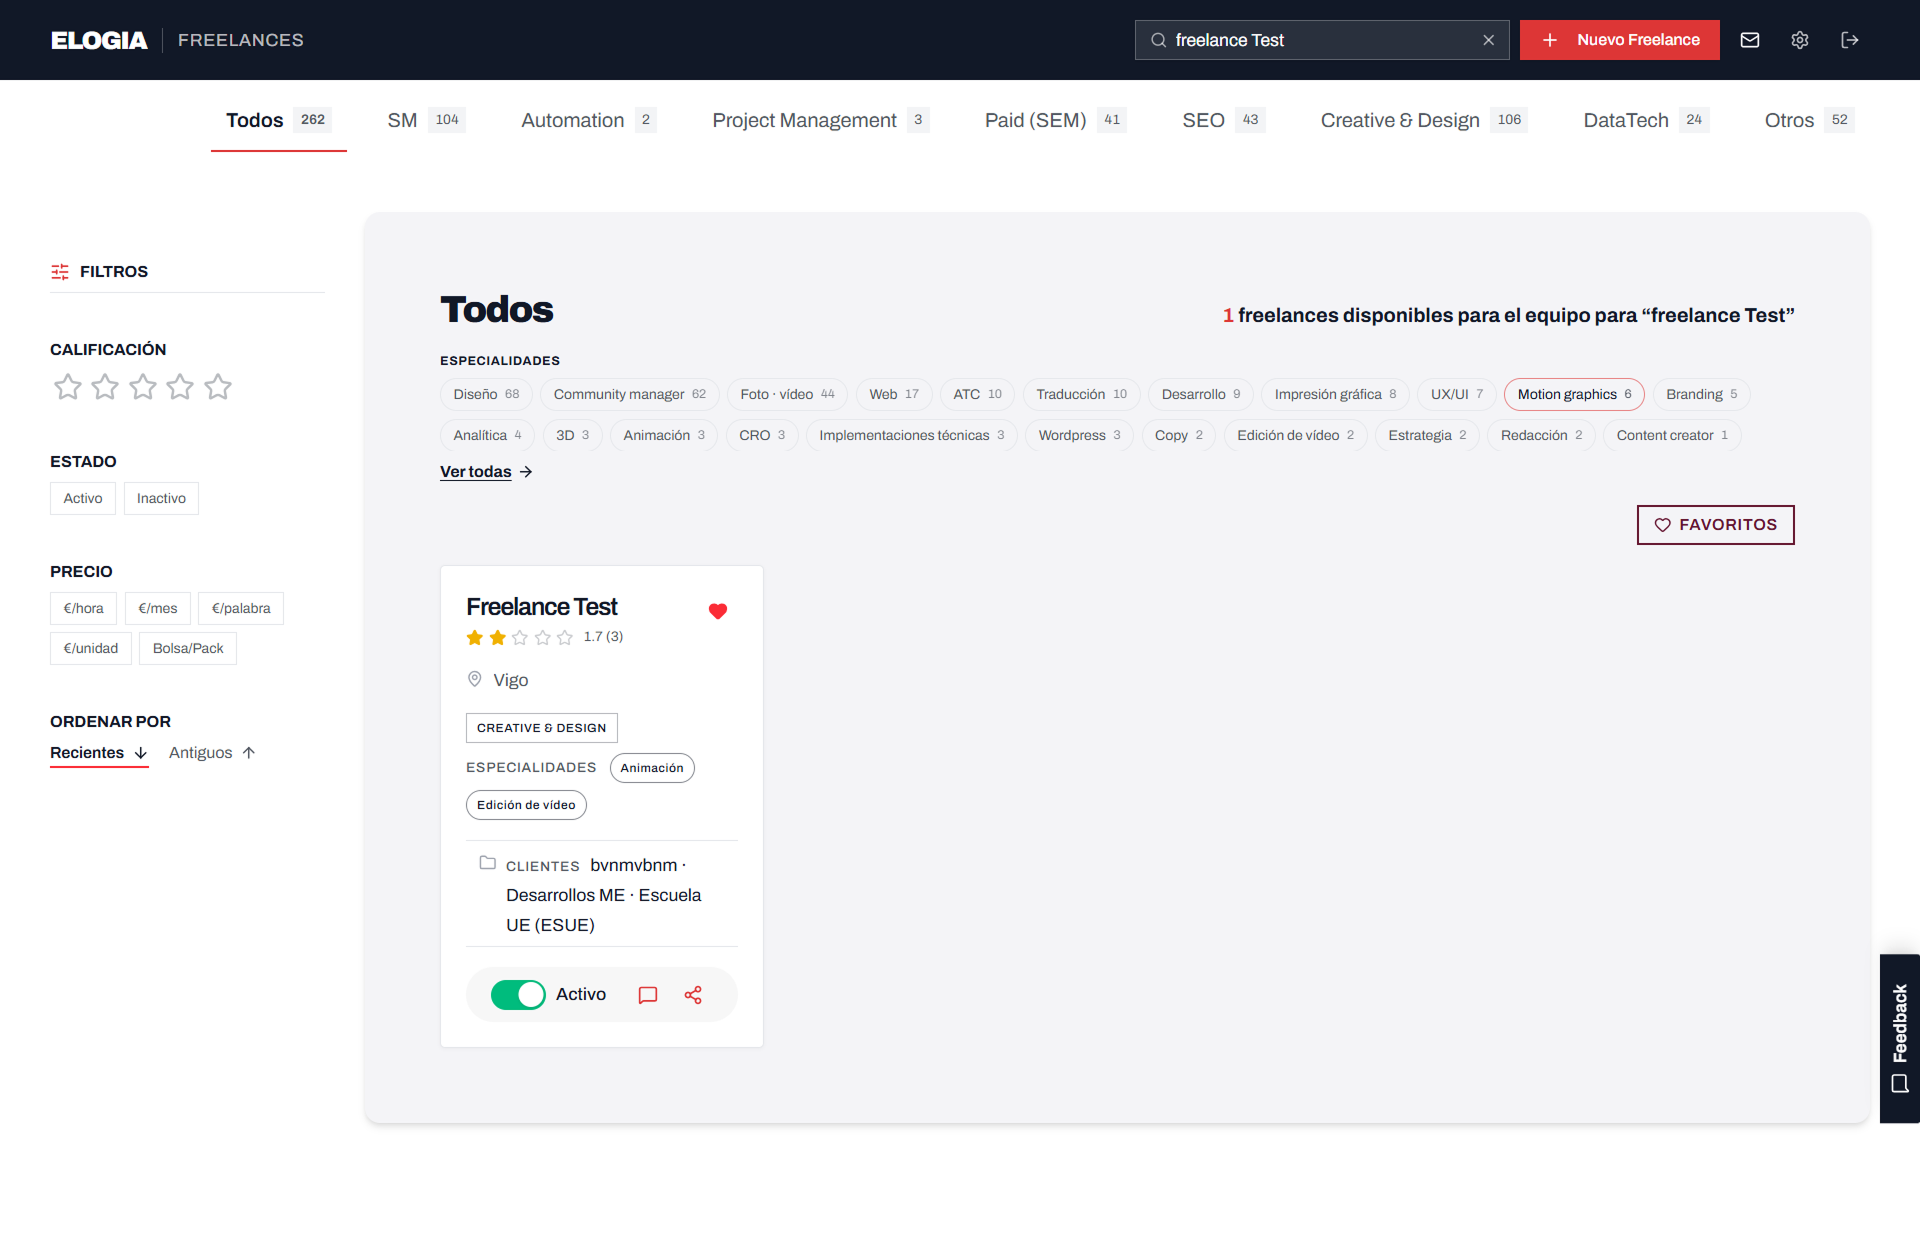 ELOGIA FREELANCES freelance Test Nuevo Freelance
Todos 262 SM 104 Automation 2 Project Management 3 Paid (SEM) 41 SEO 43 Creative & Design 106 DataTech 24 Otros 52
FILTROS
CALIFICACIÓN
ESTADO
Activo Inactivo
PRECIO
€/hora €/mes €/palabra
€/unidad Bolsa/Pack
ORDENAR POR
Recientes Antiguos
Todos
1 freelances disponibles para el equipo para “freelance Test”
ESPECIALIDADES
Diseño 68 Community manager 62 Foto · vídeo 44 Web 17 ATC 10 Traducción 10 Desarrollo 9 Impresión gráfica 8 UX/UI 7 Motion graphics 6 Branding 5
Analítica 4 3D 3 Animación 3 CRO 3 Implementaciones técnicas 3 Wordpress 3 Copy 2 Edición de vídeo 2 Estrategia 2 Redacción 2 Content creator 1
Ver todas
FAVORITOS
Freelance Test
1.7 (3)
Vigo
CREATIVE & DESIGN
ESPECIALIDADES Animación
Edición de vídeo
CLIENTES bvnmvbnm ·
Desarrollos ME · Escuela
UE (ESUE)
Activo
Feedback